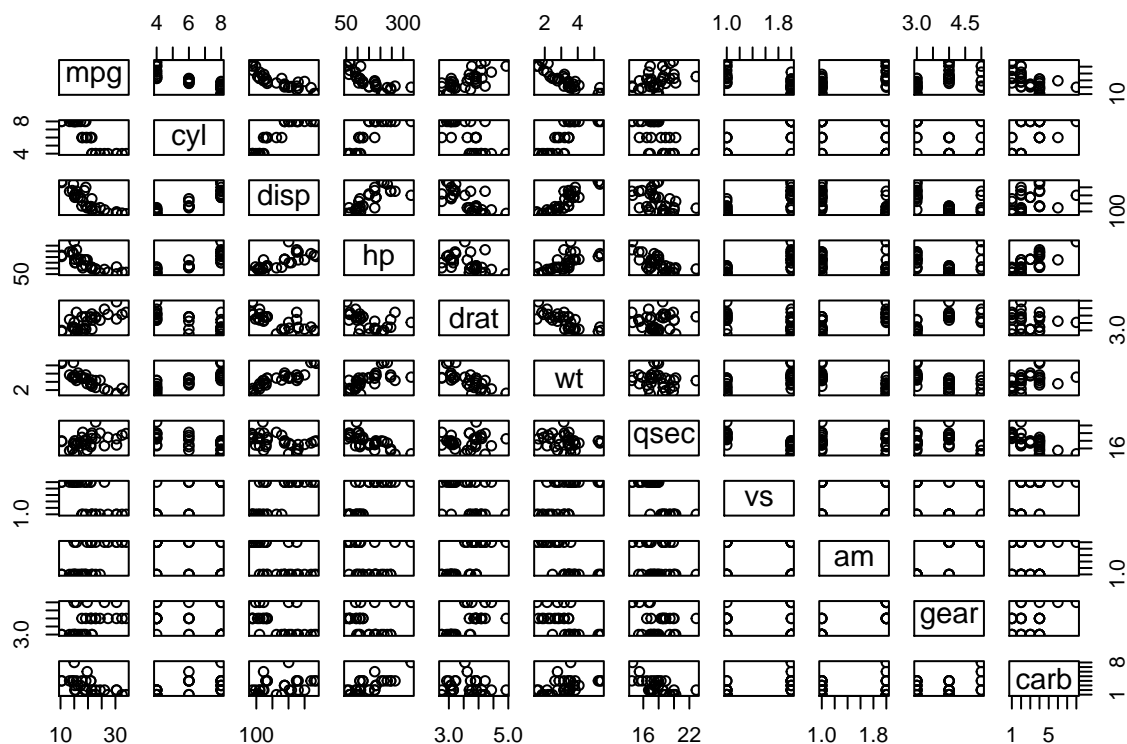 4 6 8 50 300 2 4 1.0 1.8 3.0 4.5
mpg 10
8 4 cyl
disp 100
50 hp
drat 3.0
2 wt
qsec 16
1.0 vs
am 1.0
3.0 gear
carb 8 1
10 30 100 3.0 5.0 16 22 1.0 1.8 1 5